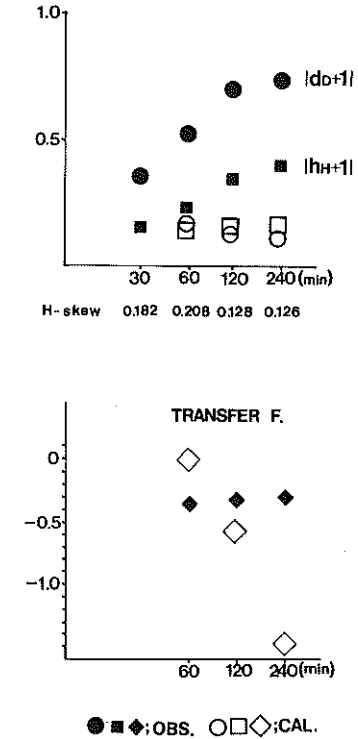 1.0
|dD+1|
0.5
|hH+1|
30 60 120 240(min)
H-skew 0.182 0.208 0.128 0.126
TRANSFER F.
0
−0.5
−1.0
60 120 240(min)
●■◆;OBS. ○□◇;CAL.